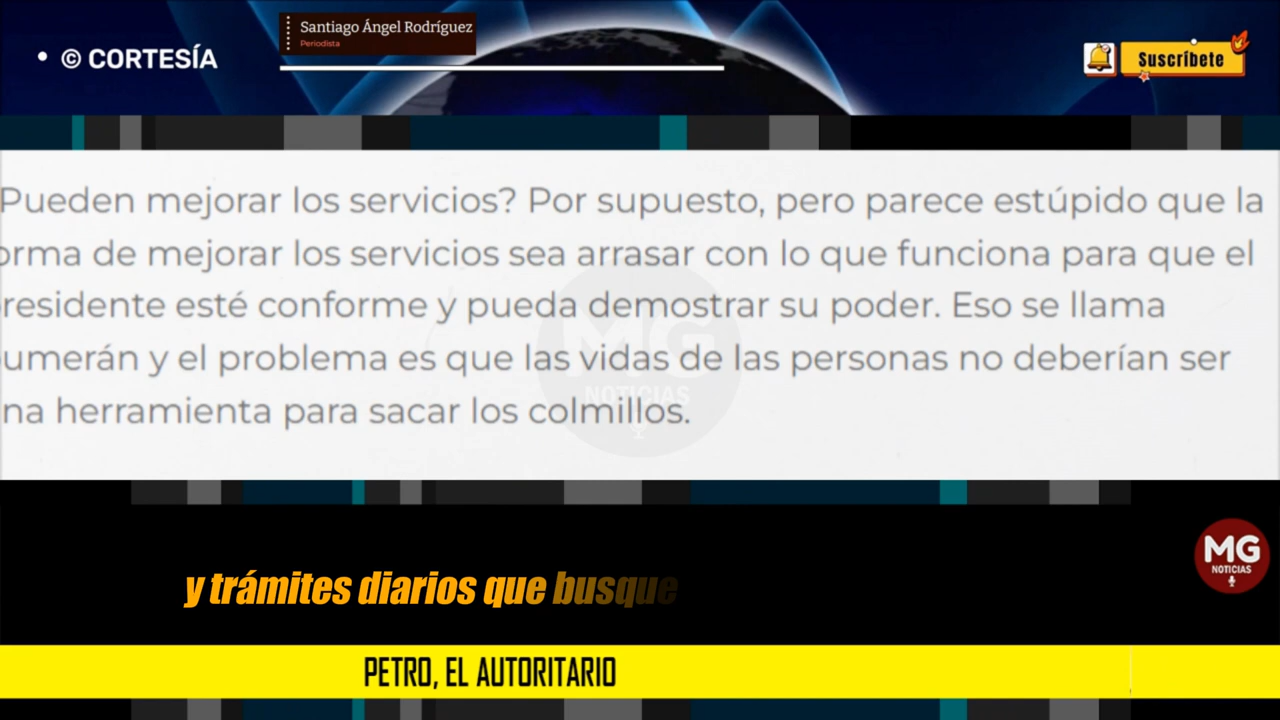 • © CORTESÍA
Santiago Ángel Rodríguez
Periodista
Suscríbete
Pueden mejorar los servicios? Por supuesto, pero parece estúpido que la
orma de mejorar los servicios sea arrasar con lo que funciona para que el
residente esté conforme y pueda demostrar su poder. Eso se llama
umerán y el problema es que las vidas de las personas no deberían ser
na herramienta para sacar los colmillos.
MG
NOTICIAS
y trámites diarios que busque
MG
NOTICIAS
PETRO, EL AUTORITARIO